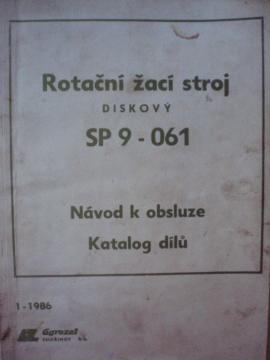 Rotační žací stroj
DISKOVÝ
SP 9 - 061
Návod k obsluze
Katalog dílů
1 - 1986
Agrozet